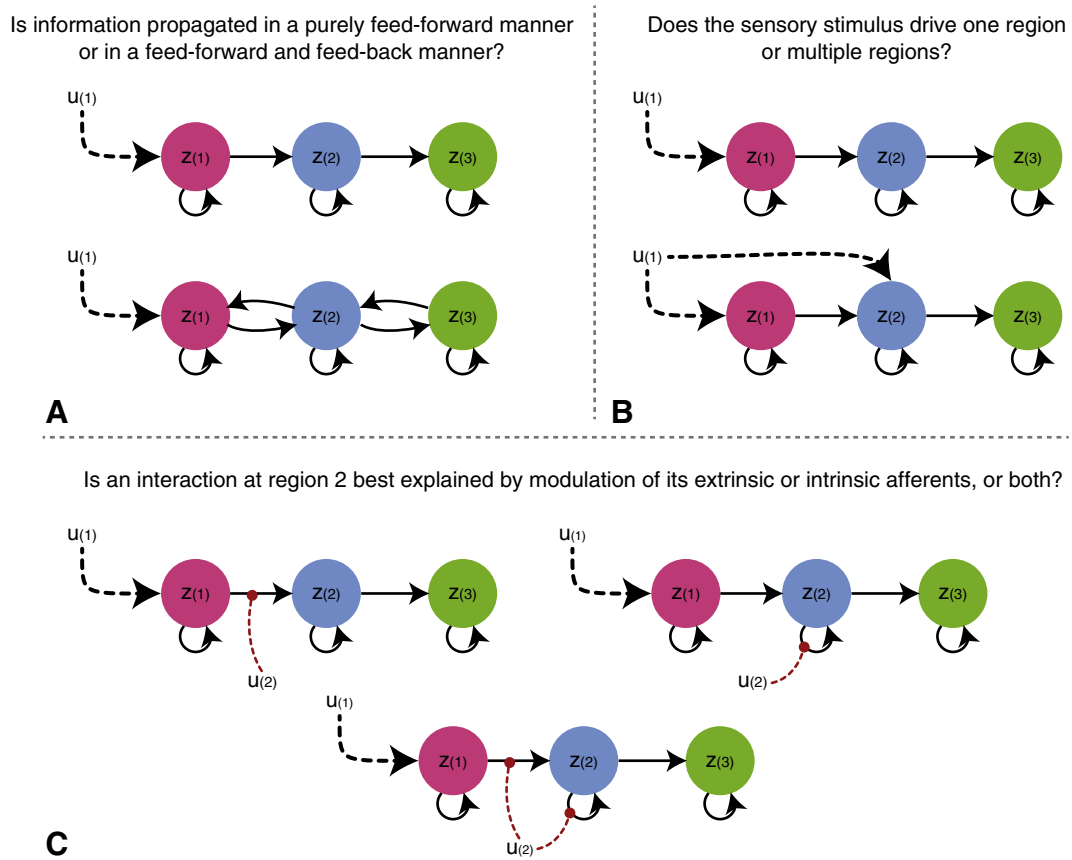 Is information propagated in a purely feed-forward manner
or in a feed-forward and feed-back manner?
u(1)
z(1) z(2) z(3)
u(1)
z(1) z(2) z(3)
A
Does the sensory stimulus drive one region
or multiple regions?
u(1)
z(1) z(2) z(3)
u(1)
z(1) z(2) z(3)
B
Is an interaction at region 2 best explained by modulation of its extrinsic or intrinsic afferents, or both?
u(1)
z(1) z(2) z(3)
u(2)
u(1)
z(1) z(2) z(3)
u(2)
u(1)
z(1) z(2) z(3)
u(2)
C